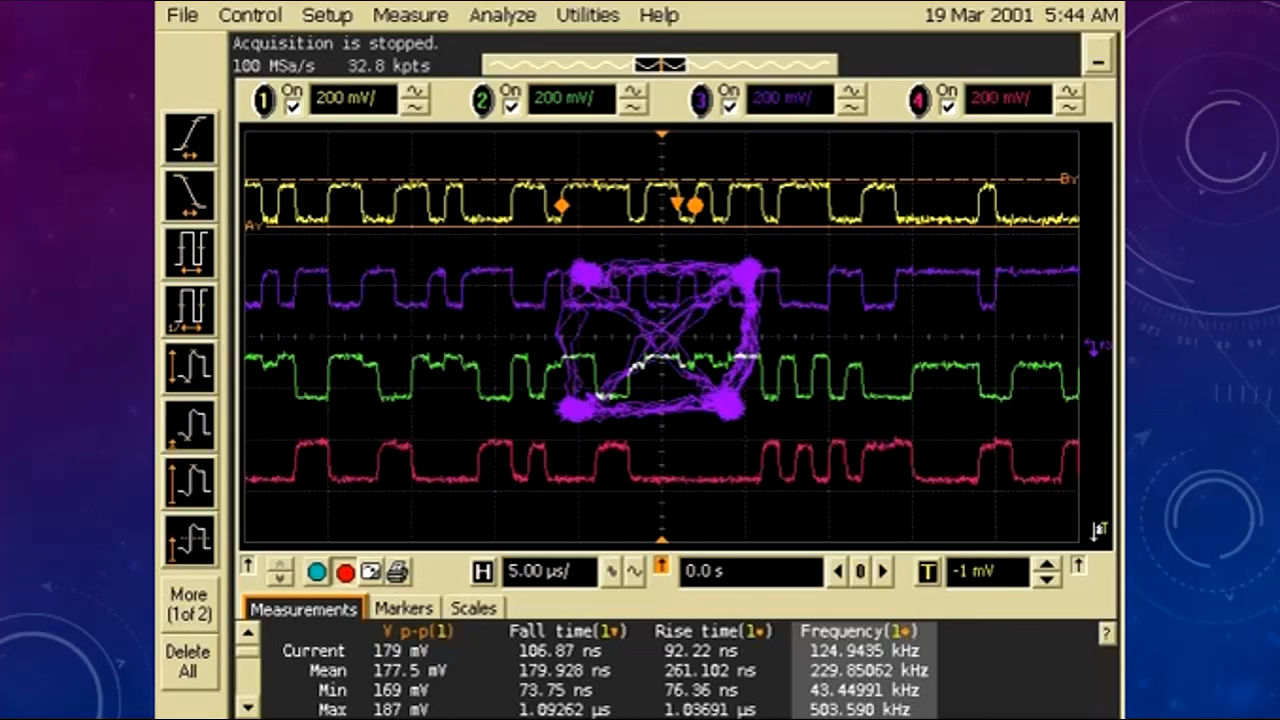 File Control Setup Measure Analyze Utilities Help 19 Mar 2001 5:44 AM
Acquisition is stopped.
100 MSa/s 32.8 kpts
1 On 200 mV/ 2 On 200 mV/ 3 On 200 mV/ 4 On 200 mV/
By
Ay
H 5.00 µs/ 0.0 s 0 T -1 mV
More
(1of 2)
Delete
All
Measurements Markers Scales
V p-p(1) Fall time(1▼) Rise time(1▼) Frequency(1◆)
?
Current 179 mV 106.87 ns 92.22 ns 124.9435 kHz
Mean 177.5 mV 179.928 ns 261.102 ns 229.85062 kHz
Min 169 mV 73.75 ns 76.36 ns 43.44991 kHz
Max 187 mV 1.09262 µs 1.03691 µs 503.590 kHz